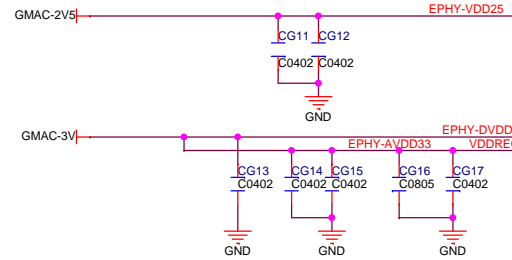 GMAC-2V5
EPHY-VDD25
CG11 CG12
C0402 C0402
GND
GMAC-3V
EPHY-DVDD
EPHY-AVDD33
CG13 CG14 CG15 CG16 CG17
C0402 C0402 C0402 C0805 C0402
GND GND GND